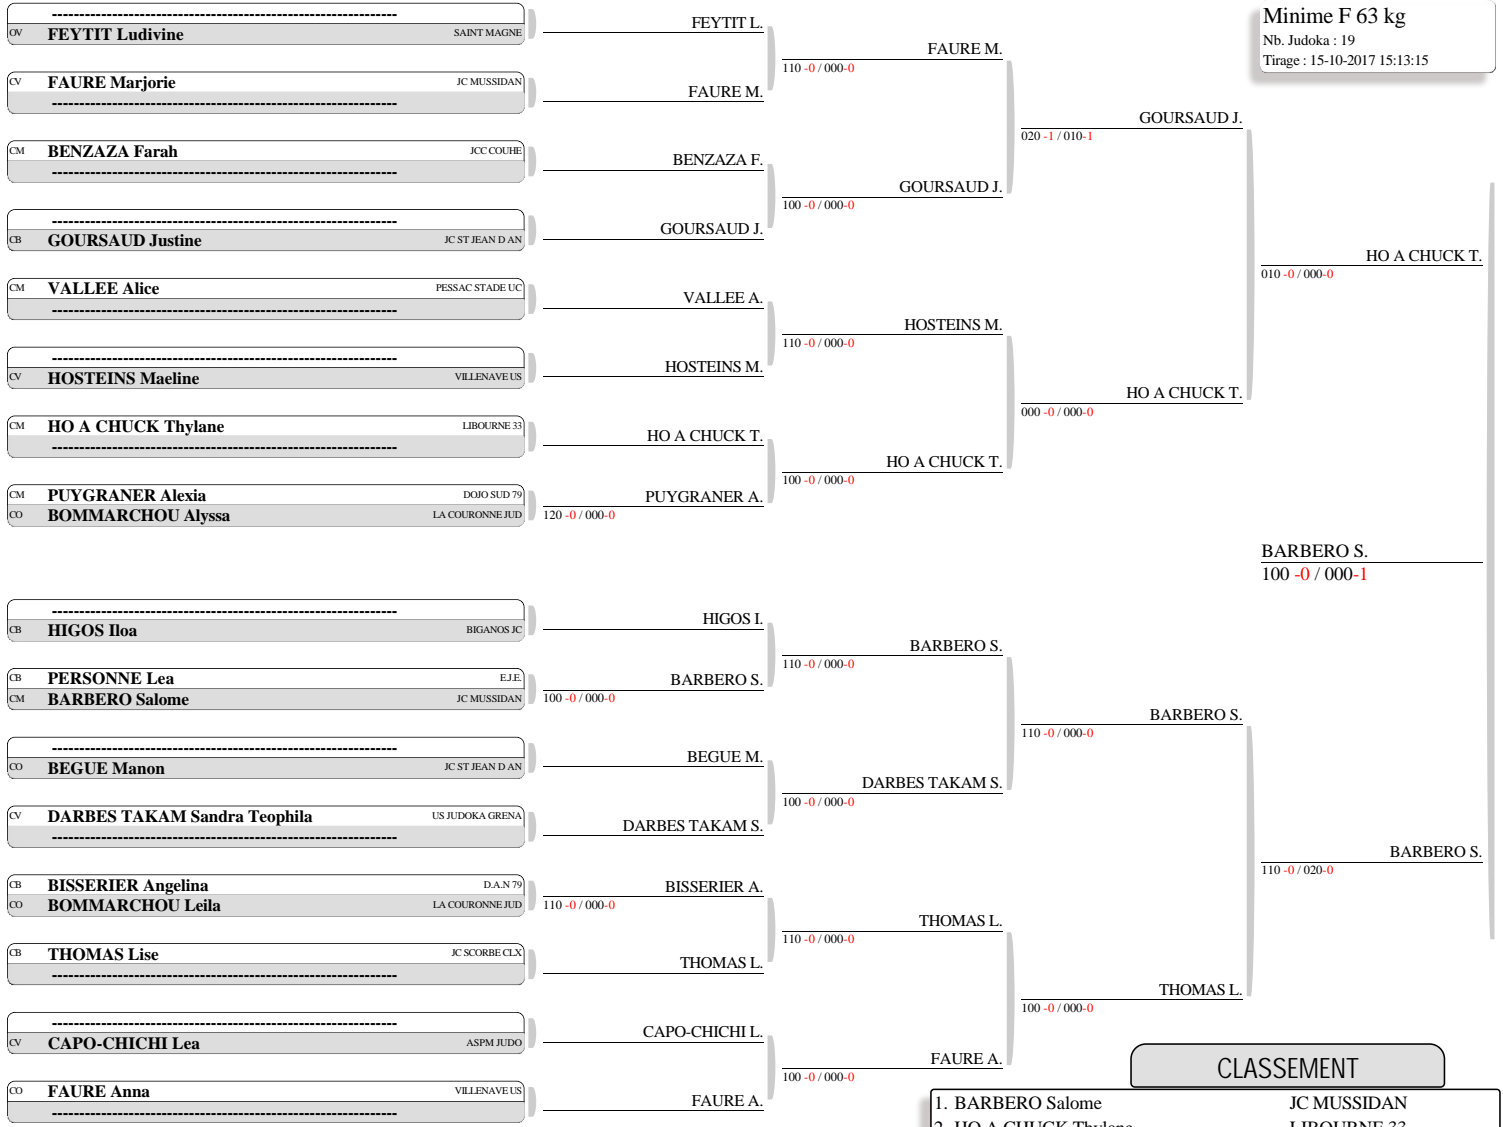 Minime F 63 kg
Nb. Judoka : 19
Tirage : 15-10-2017 15:13:15
----------------------------------------------------------------
OV FEYTIT Ludivine SAINT MAGNE
CV FAURE Marjorie JC MUSSIDAN
----------------------------------------------------------------
CM BENZAZA Farah JCC COUHE
----------------------------------------------------------------
----------------------------------------------------------------
CB GOURSAUD Justine JC ST JEAN D AN
CM VALLEE Alice PESSAC STADE UC
----------------------------------------------------------------
----------------------------------------------------------------
CV HOSTEINS Maeline VILLENAVE US
CM HO A CHUCK Thylane LIBOURNE 33
----------------------------------------------------------------
CM PUYGRANER Alexia DOJO SUD 79
CO BOMMARCHOU Alyssa LA COURONNE JUD
----------------------------------------------------------------
CB HIGOS Iloa BIGANOS JC
CB PERSONNE Lea E.J.E.
CM BARBERO Salome JC MUSSIDAN
----------------------------------------------------------------
CO BEGUE Manon JC ST JEAN D AN
CV DARBES TAKAM Sandra Teophila US JUDOKA GRENA
----------------------------------------------------------------
CB BISSERIER Angelina D.A.N 79
CO BOMMARCHOU Leila LA COURONNE JUD
CB THOMAS Lise JC SCORBE CLX
----------------------------------------------------------------
----------------------------------------------------------------
CV CAPO-CHICHI Lea ASPM JUDO
CO FAURE Anna VILLENAVE US
----------------------------------------------------------------
FEYTIT L.
FAURE M.
BENZAZA F.
GOURSAUD J.
VALLEE A.
HOSTEINS M.
HO A CHUCK T.
PUYGRANER A.
120 -0 / 000-0
HIGOS I.
BARBERO S.
100 -0 / 000-0
BEGUE M.
DARBES TAKAM S.
BISSERIER A.
110 -0 / 000-0
THOMAS L.
CAPO-CHICHI L.
FAURE A.
FAURE M.
110 -0 / 000-0
GOURSAUD J.
100 -0 / 000-0
HOSTEINS M.
110 -0 / 000-0
HO A CHUCK T.
100 -0 / 000-0
BARBERO S.
110 -0 / 000-0
DARBES TAKAM S.
100 -0 / 000-0
THOMAS L.
110 -0 / 000-0
FAURE A.
100 -0 / 000-0
GOURSAUD J.
020 -1 / 010-1
HO A CHUCK T.
000 -0 / 000-0
BARBERO S.
110 -0 / 000-0
THOMAS L.
100 -0 / 000-0
HO A CHUCK T.
010 -0 / 000-0
BARBERO S.
110 -0 / 020-0
BARBERO S.
100 -0 / 000-1
CLASSEMENT
1. BARBERO Salome JC MUSSIDAN
2. HO A CHUCK Thylane LIBOURNE 33